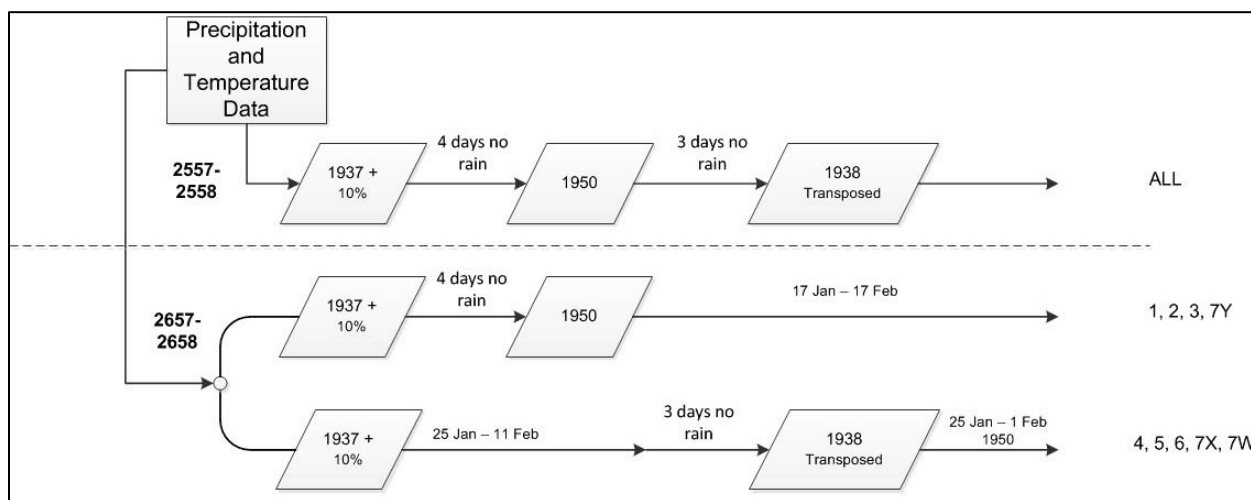 Precipitation
and
Temperature
Data
2557-
2558
1937 +
10%
4 days no
rain
1950
3 days no
rain
1938
Transposed
ALL
2657-
2658
1937 +
10%
4 days no
rain
1950
17 Jan – 17 Feb
1, 2, 3, 7Y
1937 +
10%
25 Jan – 11 Feb
3 days no
rain
1938
Transposed
25 Jan – 1 Feb
1950
4, 5, 6, 7X, 7W